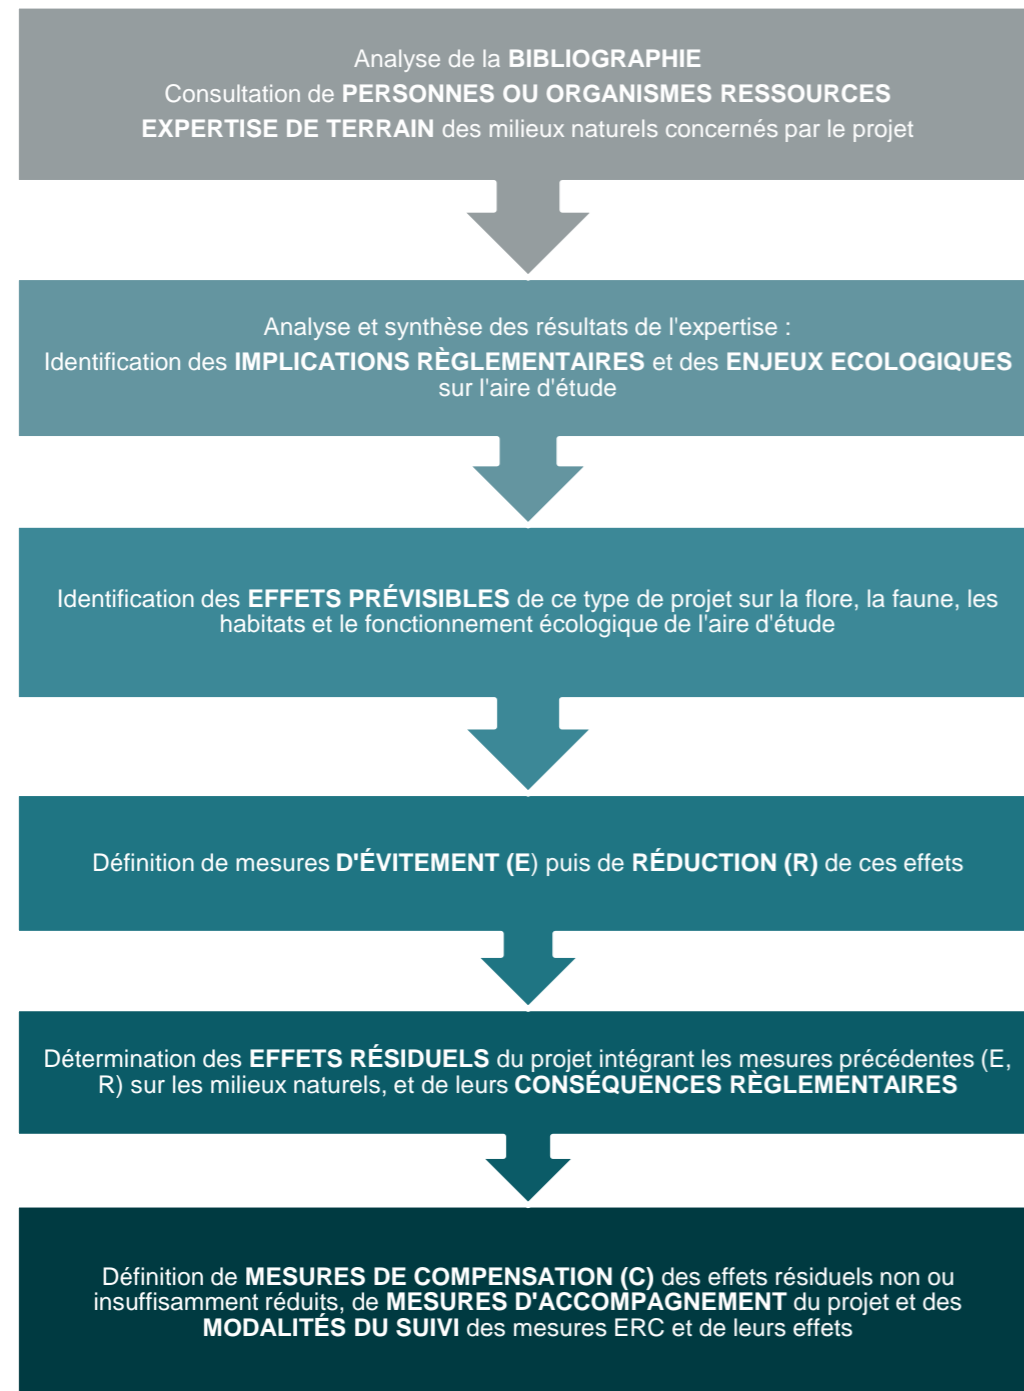 Analyse de la BIBLIOGRAPHIE
Consultation de PERSONNES OU ORGANISMES RESSOURCES
EXPERTISE DE TERRAIN des milieux naturels concernés par le projet
Analyse et synthèse des résultats de l'expertise :
Identification des IMPLICATIONS RÈGLEMENTAIRES et des ENJEUX ECOLOGIQUES
sur l'aire d'étude
Identification des EFFETS PRÉVISIBLES de ce type de projet sur la flore, la faune, les
habitats et le fonctionnement écologique de l'aire d'étude
Définition de mesures D'ÉVITEMENT (E) puis de RÉDUCTION (R) de ces effets
Détermination des EFFETS RÉSIDUELS du projet intégrant les mesures précédentes (E,
R) sur les milieux naturels, et de leurs CONSÉQUENCES RÈGLEMENTAIRES
Définition de MESURES DE COMPENSATION (C) des effets résiduels non ou
insuffisamment réduits, de MESURES D'ACCOMPAGNEMENT du projet et des
MODALITÉS DU SUIVI des mesures ERC et de leurs effets